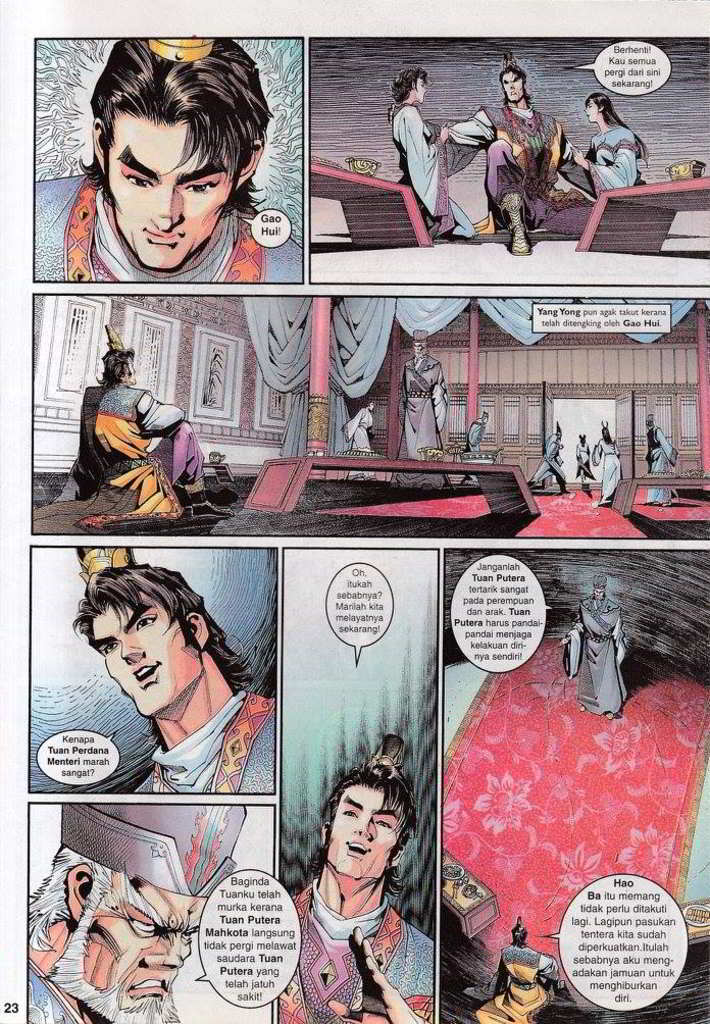 Gao
Hui!
Berhenti!
Kau semua
pergi dari sini
sekarang!
Yang Yong pun agak takut kerana
telah ditengking oleh Gao Hui.
Kenapa
Tuan Perdana
Menteri marah
sangat?
Baginda
Tuanku telah
murka kerana
Tuan Putera
Mahkota langsung
tidak pergi melawat
saudara Tuan
Putera yang
telah jatuh
sakit!
Oh,
itukah
sebabnya?
Marilah kita
melayatnya
sekarang!
Janganlah
Tuan Putera
tertarik sangat
pada perempuan
dan arak. Tuan
Putera harus pandai-
pandai menjaga
kelakuan diri-
nya sendiri!
Hao
Ba itu memang
tidak perlu ditakuti
lagi. Lagipun pasukan
tentera kita sudah
diperkuatkan.Itulah
sebabnya aku meng-
adakan jamuan untuk
menghiburkan
diri.
23